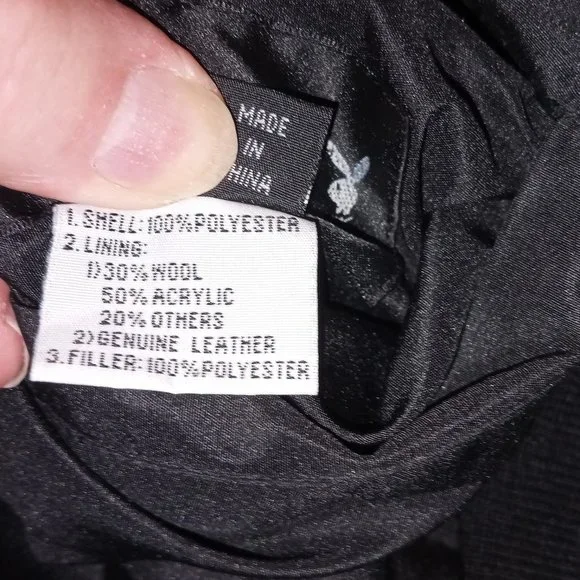 MADE
IN
CHINA
1. SHELL: 100% POLYESTER
2. LINING:
1) 30% WOOL
50% ACRYLIC
20% OTHERS
2) GENUINE LEATHER
3. FILLER: 100% POLYESTER